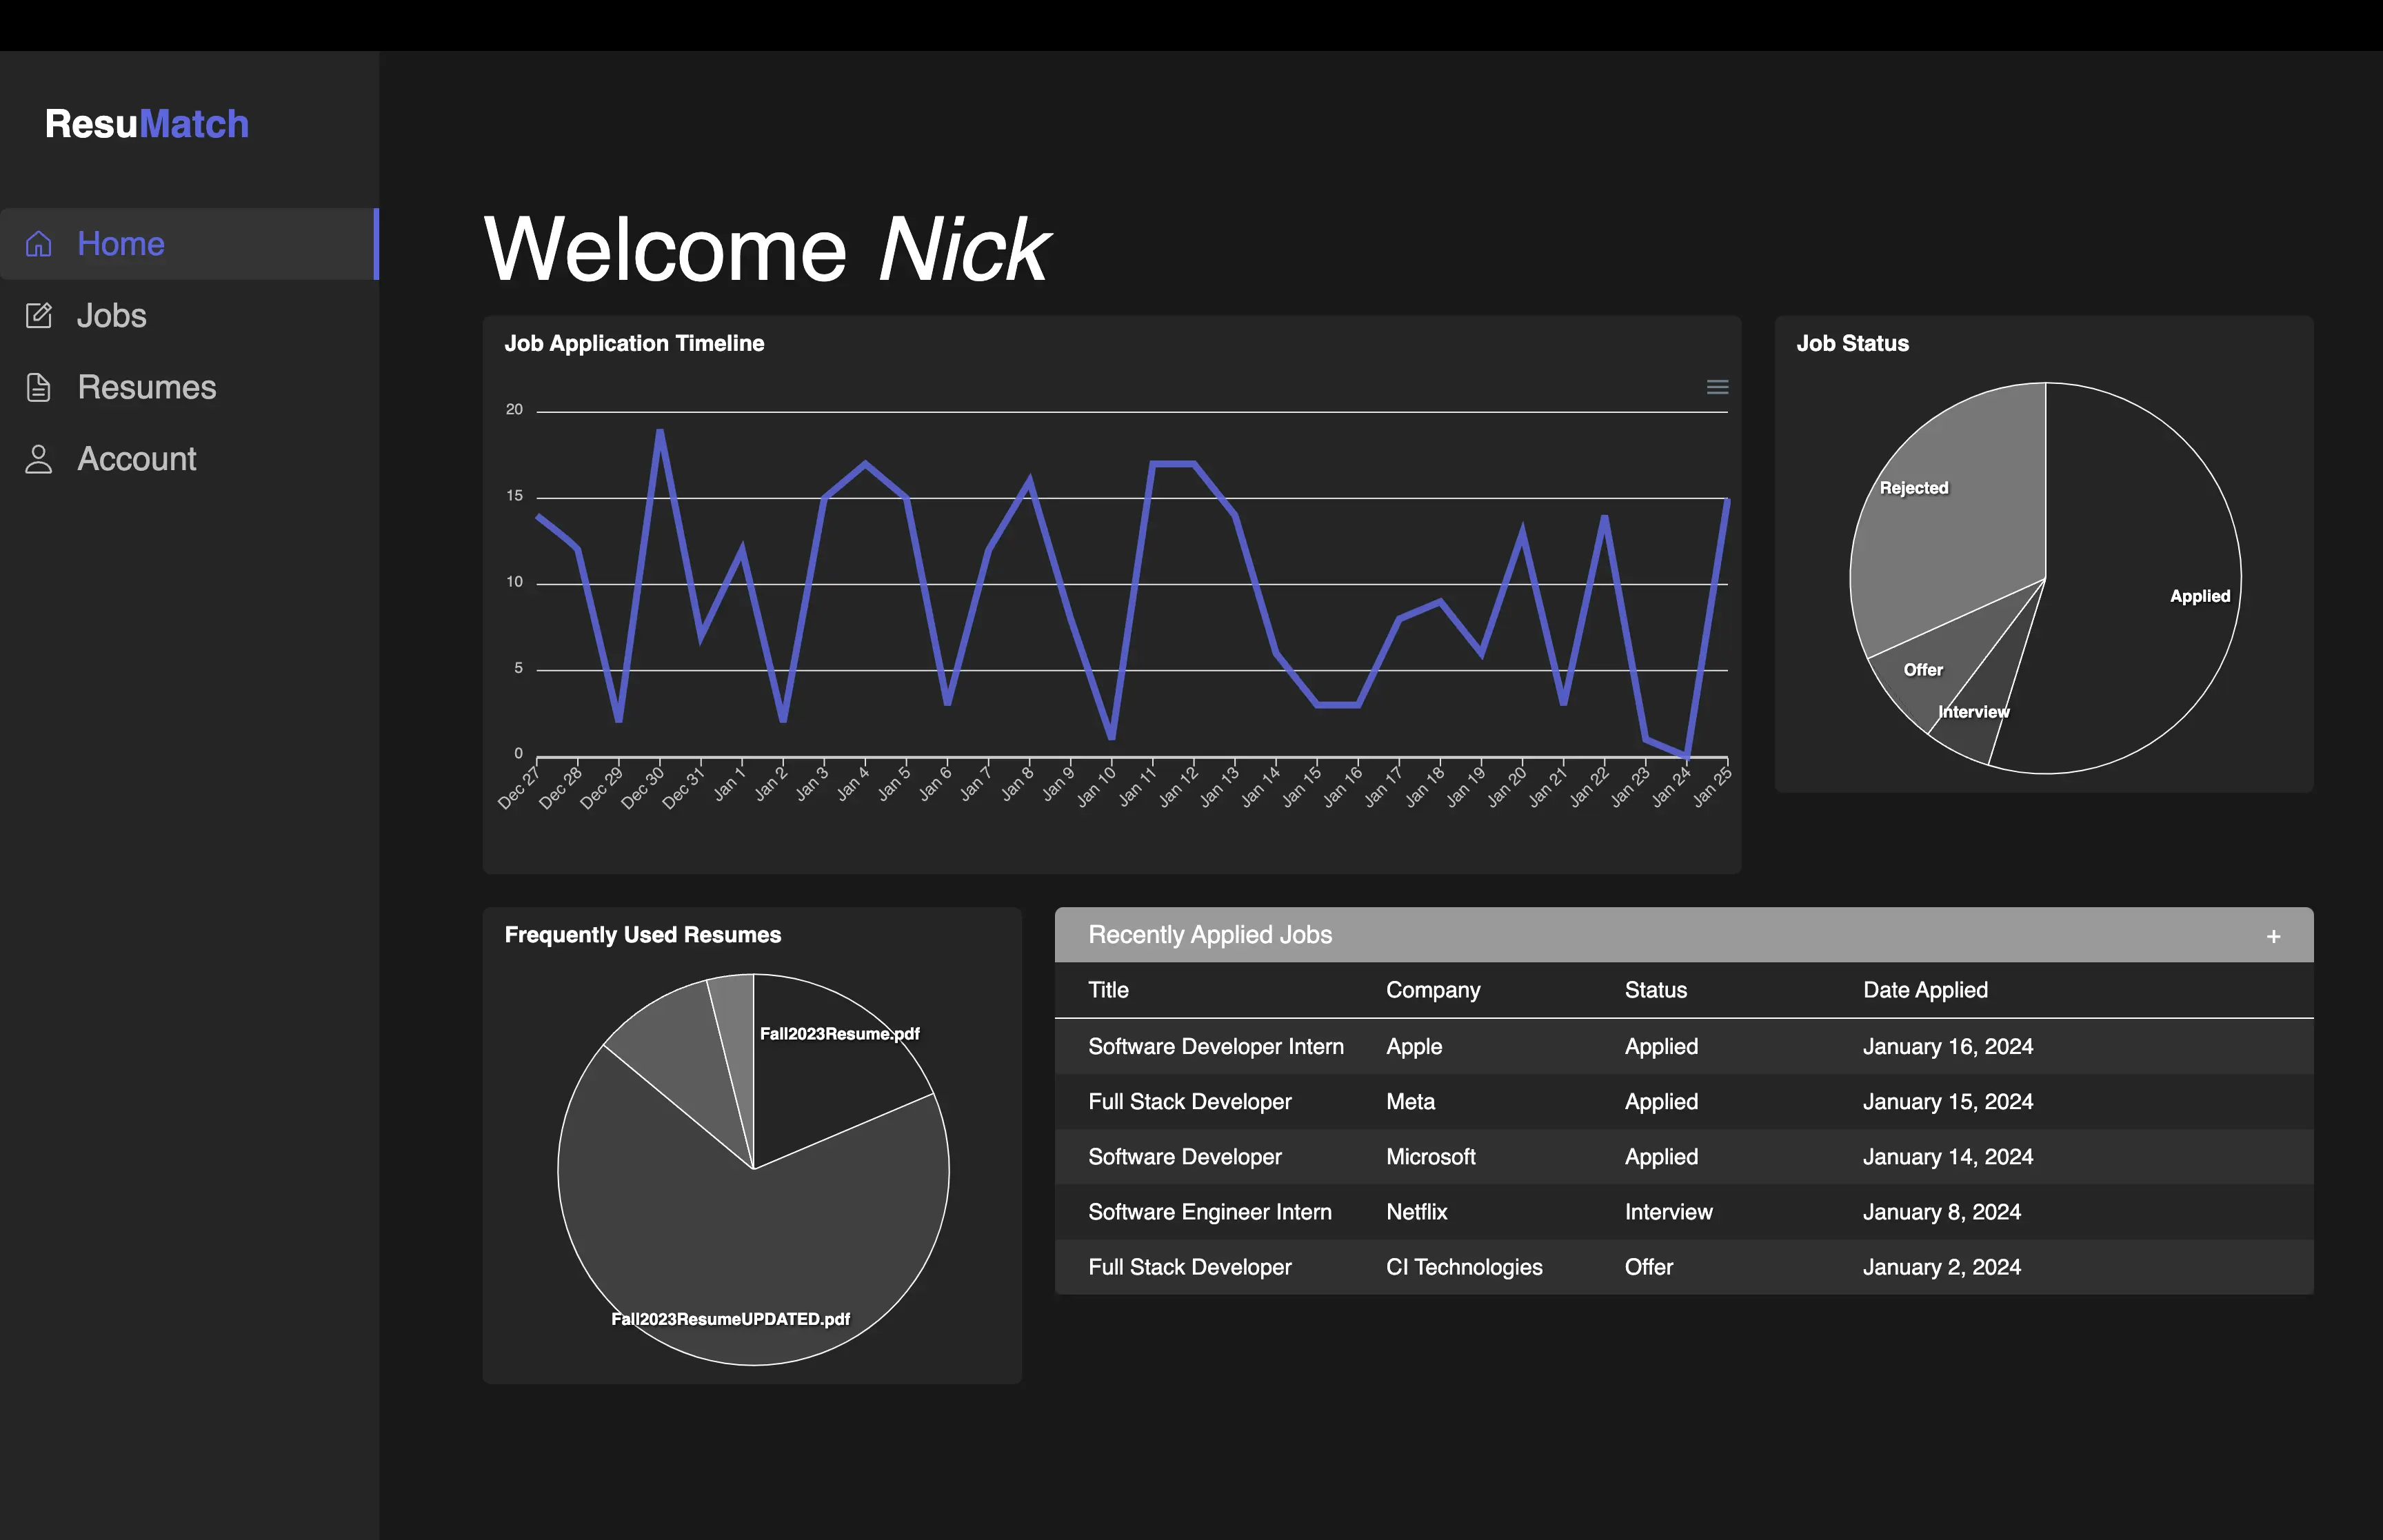 ResuMatch
Home
Jobs
Resumes
Account
Welcome Nick
Job Application Timeline
20
15
10
5
0
Dec 27 Dec 28 Dec 29 Dec 30 Dec 31 Jan 1 Jan 2 Jan 3 Jan 4 Jan 5 Jan 6 Jan 7 Jan 8 Jan 9 Jan 10 Jan 11 Jan 12 Jan 13 Jan 14 Jan 15 Jan 16 Jan 17 Jan 18 Jan 19 Jan 20 Jan 21 Jan 22 Jan 23 Jan 24 Jan 25
Job Status
Rejected
Applied
Offer
Interview
Frequently Used Resumes
Fall2023Resume.pdf
Fall2023ResumeUPDATED.pdf
Recently Applied Jobs +
Title Company Status Date Applied
Software Developer Intern Apple Applied January 16, 2024
Full Stack Developer Meta Applied January 15, 2024
Software Developer Microsoft Applied January 14, 2024
Software Engineer Intern Netflix Interview January 8, 2024
Full Stack Developer CI Technologies Offer January 2, 2024